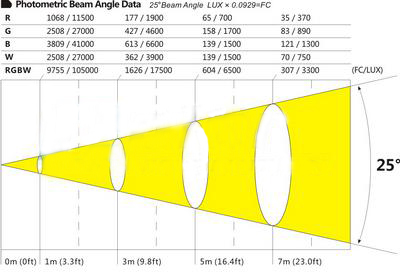 Photometric Beam Angle Data 25°Beam Angle LUX × 0.0929=FC
R 1068 / 11500 177 / 1900 65 / 700 35 / 370
G 2508 / 27000 427 / 4600 158 / 1700 83 / 890
B 3809 / 41000 613 / 6600 139 / 1500 121 / 1300
W 2508 / 27000 362 / 3900 139 / 1500 70 / 750
RGBW 9755 / 105000 1626 / 17500 604 / 6500 307 / 3300 (FC/LUX)
25°
0m (0ft) 1m (3.3ft) 3m (9.8ft) 5m (16.4ft) 7m (23.0ft)